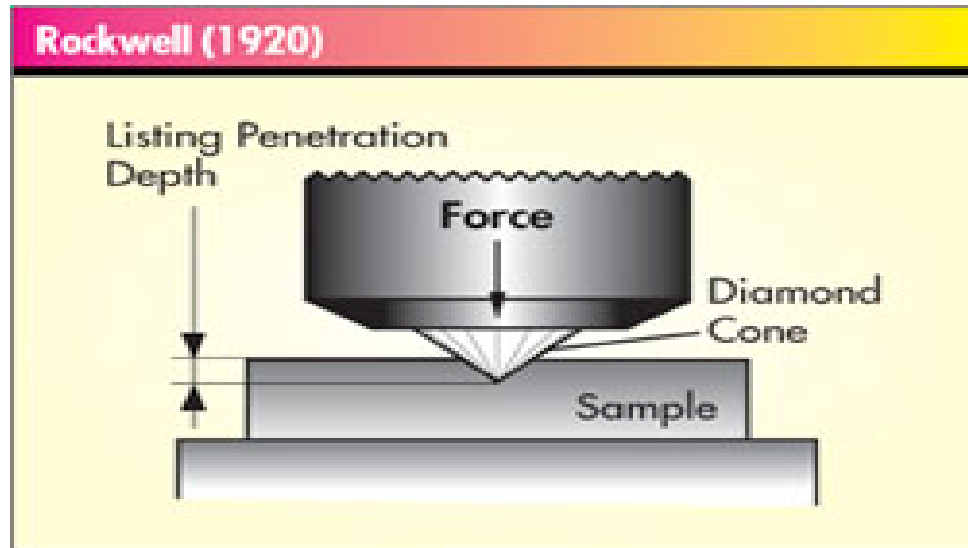 Rockwell (1920)
Listing Penetration
Depth
Force
Diamond
Cone
Sample